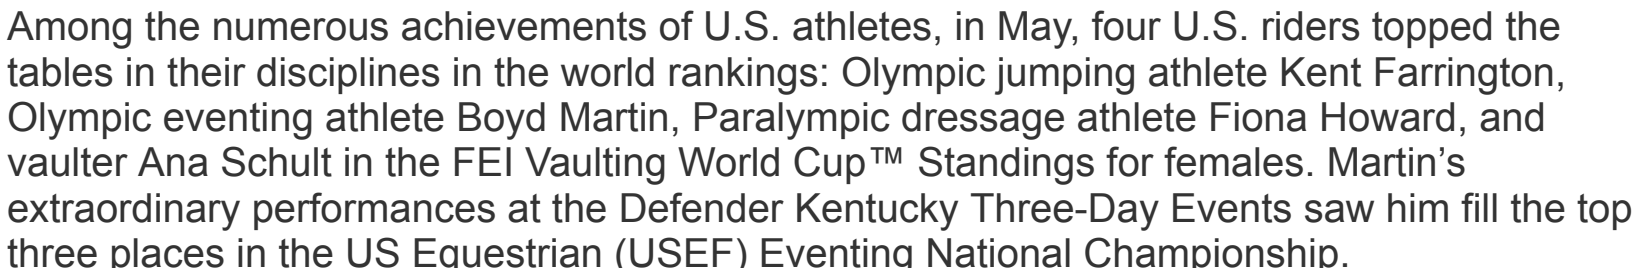 Among the numerous achievements of U.S. athletes, in May, four U.S. riders topped the
tables in their disciplines in the world rankings: Olympic jumping athlete Kent Farrington,
Olympic eventing athlete Boyd Martin, Paralympic dressage athlete Fiona Howard, and
vaulter Ana Schult in the FEI Vaulting World Cup™ Standings for females. Martin’s
extraordinary performances at the Defender Kentucky Three-Day Events saw him fill the top
three places in the US Equestrian (USEF) Eventing National Championship.